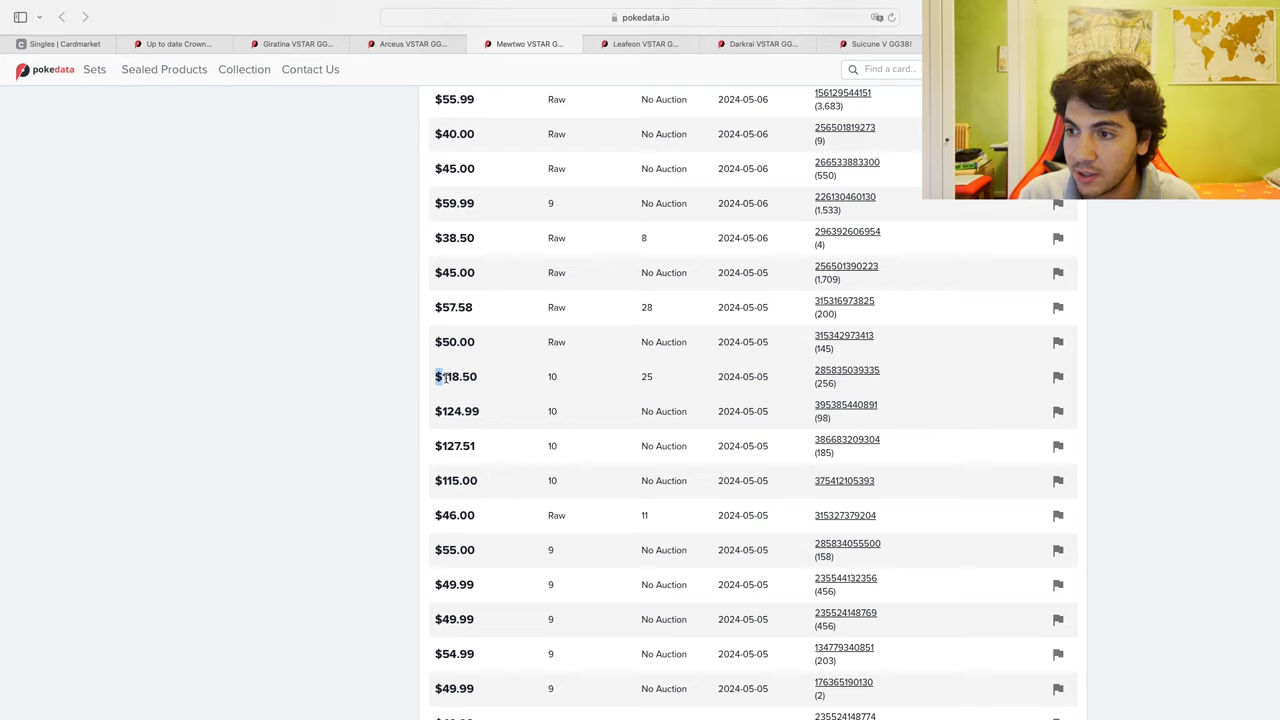 pokedata.io
Singles | Cardmarket
Up to date Crown...
Giratina VSTAR GG...
Arceus VSTAR GG...
Mewtwo VSTAR G...
Leafeon VSTAR G...
Darkrai VSTAR GG...
Suicune V GG38!
pokedata
Sets
Sealed Products
Collection
Contact Us
Find a card...
$55.99 Raw No Auction 2024-05-06 156129544151
(3,683)
$40.00 Raw No Auction 2024-05-06 256501819273
(9)
$45.00 Raw No Auction 2024-05-06 266533883300
(550)
$59.99 9 No Auction 2024-05-06 226130460130
(1,533)
$38.50 Raw 8 2024-05-06 296392606954
(4)
$45.00 Raw No Auction 2024-05-05 256501390223
(1,709)
$57.58 Raw 28 2024-05-05 315316973825
(200)
$50.00 Raw No Auction 2024-05-05 315342973413
(145)
$118.50 10 25 2024-05-05 285835039335
(256)
$124.99 10 No Auction 2024-05-05 395385440891
(98)
$127.51 10 No Auction 2024-05-05 386683209304
(185)
$115.00 10 No Auction 2024-05-05 375412105393
$46.00 Raw 11 2024-05-05 315327379204
$55.00 9 No Auction 2024-05-05 285834055500
(158)
$49.99 9 No Auction 2024-05-05 235544132356
(456)
$49.99 9 No Auction 2024-05-05 235524148769
(456)
$54.99 9 No Auction 2024-05-05 134779340851
(203)
$49.99 9 No Auction 2024-05-05 176365190130
(2)
235524148774